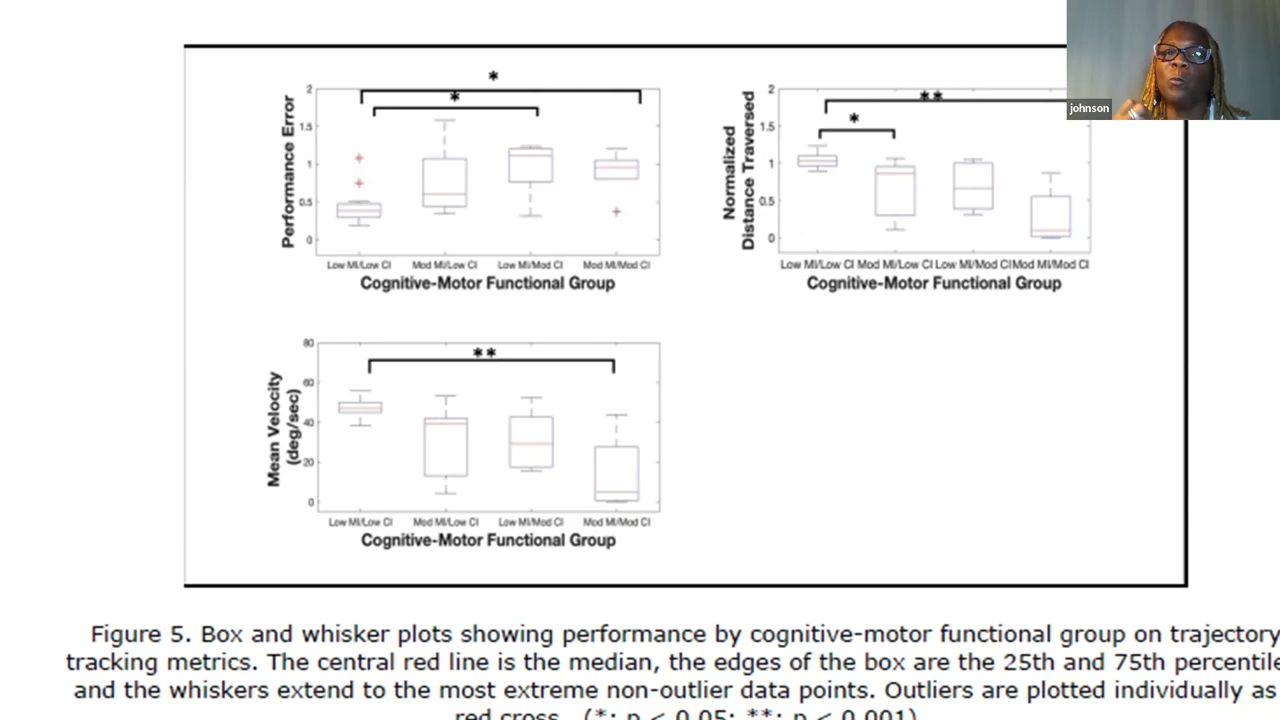 johnson
*
*
Performance Error
2
1.5
1
0.5
0
Low MI/Low CI Mod MI/Low CI Low MI/Mod CI Mod MI/Mod CI
Cognitive-Motor Functional Group
**
*
Normalized
Distance Traversed
2
1.5
1
0.5
0
Low MI/Low CI Mod MI/Low CI Low MI/Mod CI Mod MI/Mod CI
Cognitive-Motor Functional Group
**
Mean Velocity
(deg/sec)
80
60
40
20
0
Low MI/Low CI Mod MI/Low CI Low MI/Mod CI Mod MI/Mod CI
Cognitive-Motor Functional Group
Figure 5. Box and whisker plots showing performance by cognitive-motor functional group on trajectory
tracking metrics. The central red line is the median, the edges of the box are the 25th and 75th percentile
and the whiskers extend to the most extreme non-outlier data points. Outliers are plotted individually as
red cross. (*: p < 0.05; **: p < 0.001)